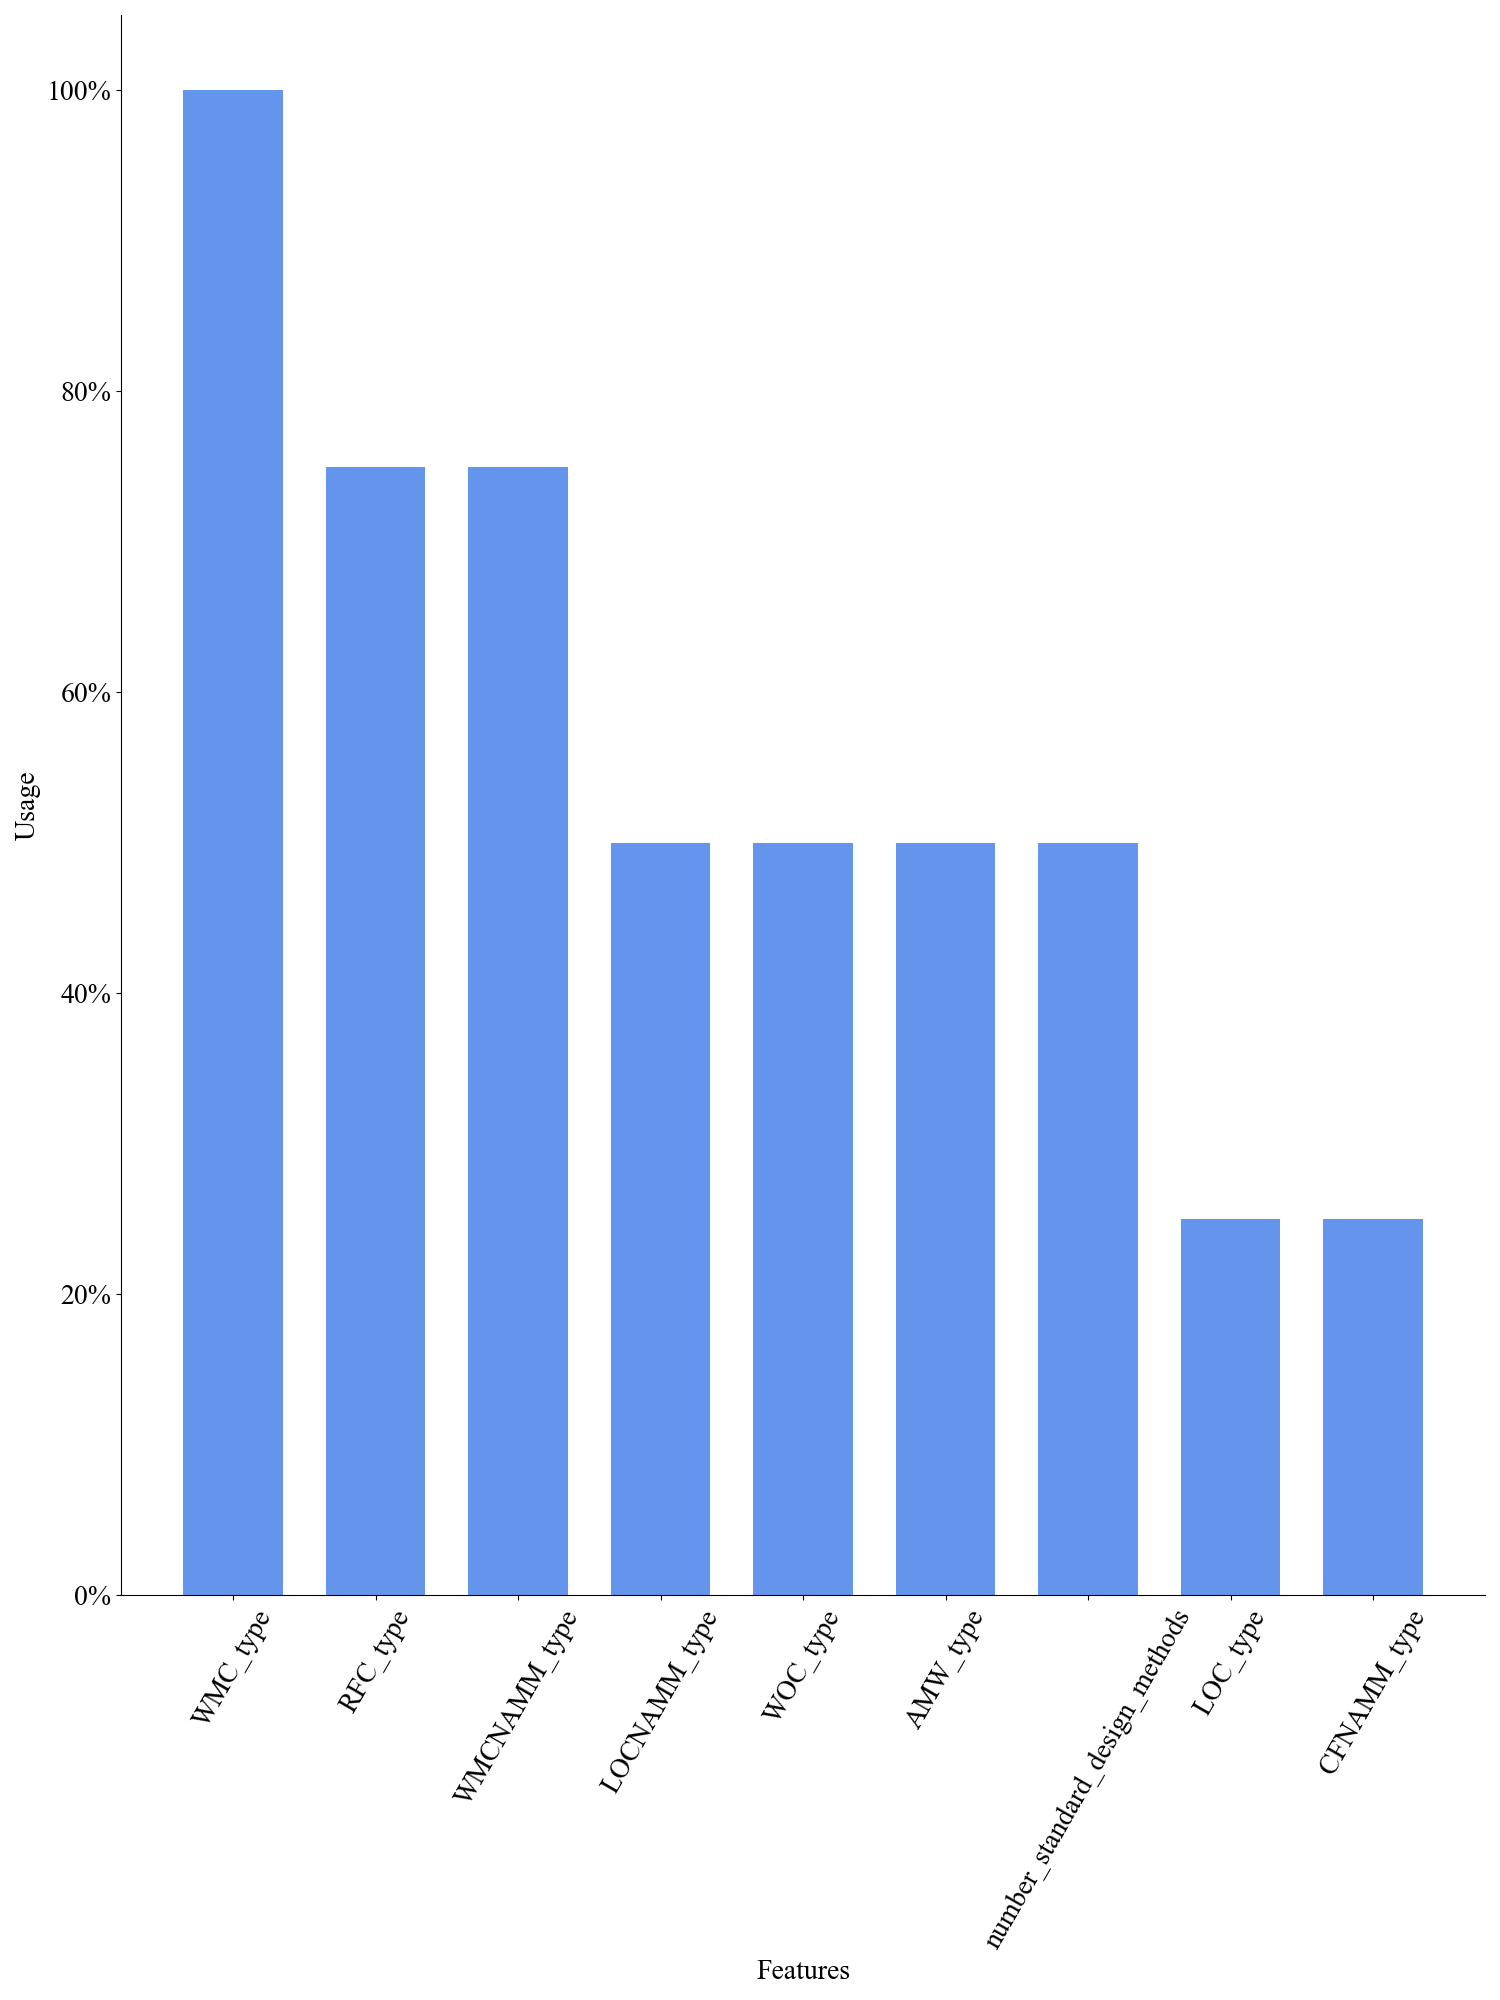 100%
80%
60%
40%
20%
0%
Usage
WMC_type
RFC_type
WMCNAMM_type
LOCNAMM_type
WOC_type
AMW_type
number_standard_design_methods
LOC_type
CFNAMM_type
Features